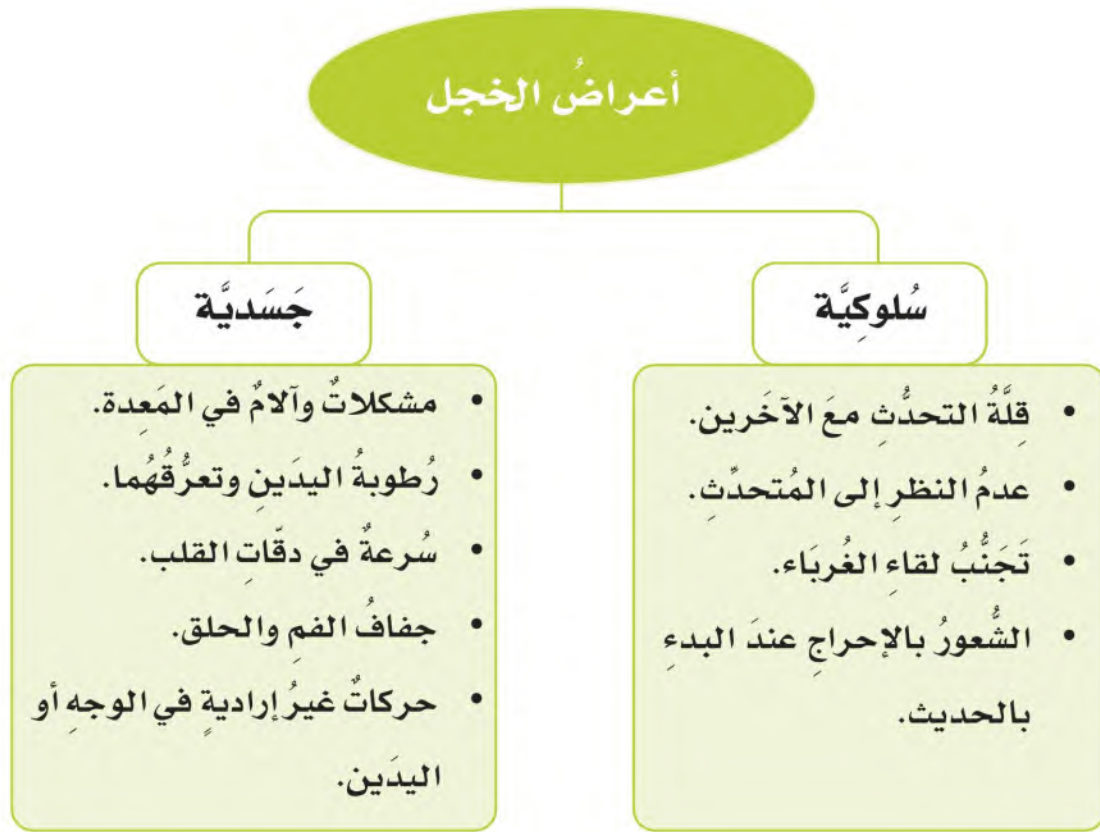 أعراضُ الخجل
سُلوكِيَّة
• قِلَّةُ التحدُّثِ معَ الآخَرين.
• عدمُ النظرِ إلى المُتحدِّثِ.
• تَجَنُّبُ لقاءِ الغُربَاء.
• الشُّعورُ بالإحراجِ عندَ البدءِ
بالحديث.
جَسَديَّة
• مشكلاتٌ وآلامٌ في المَعِدة.
• رُطوبةُ اليدَينِ وتعرُّقُهُما.
• سُرعةٌ في دقّاتِ القلب.
• جفافُ الفمِ والحلق.
• حركاتٌ غيرُ إراديةٍ في الوجهِ أو
اليدَين.